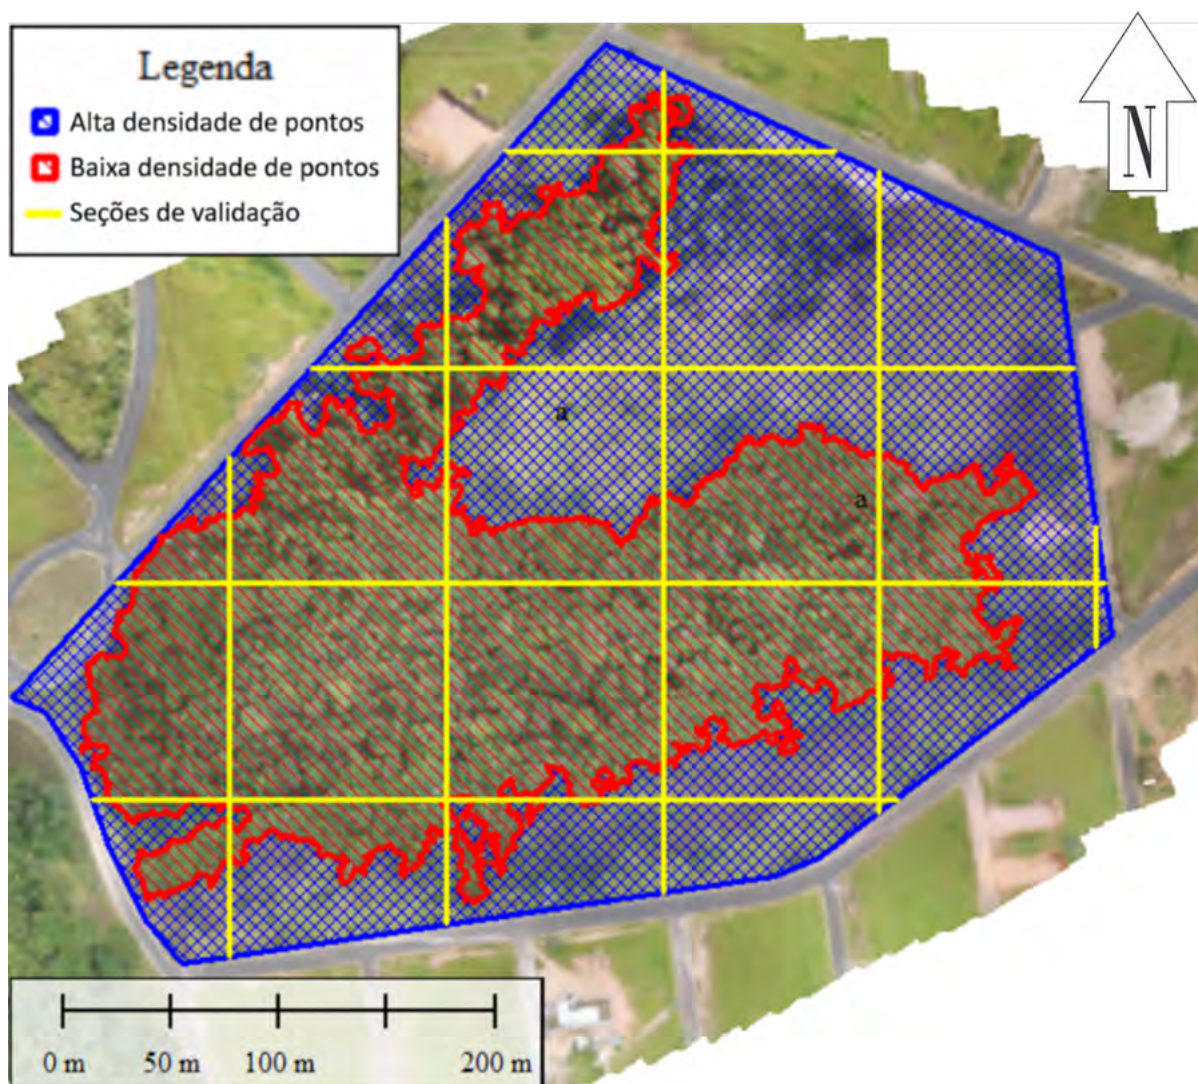 Legenda
Alta densidade de pontos
Baixa densidade de pontos
Seções de validação
N
a
a
0 m 50 m 100 m 200 m